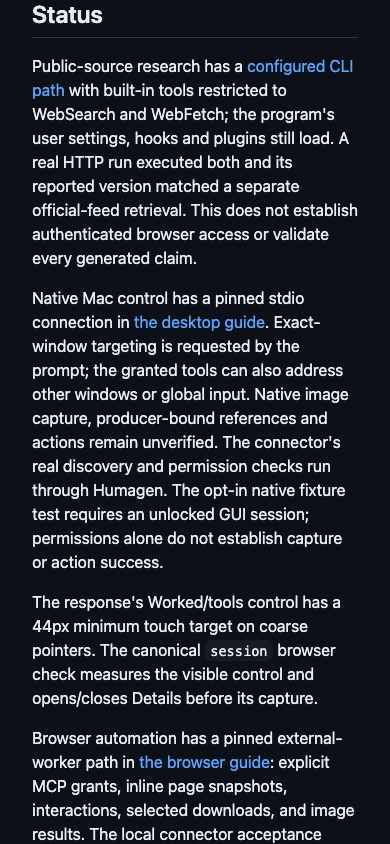 Status
Public-source research has a configured CLI
path with built-in tools restricted to
WebSearch and WebFetch; the program's
user settings, hooks and plugins still load. A
real HTTP run executed both and its
reported version matched a separate
official-feed retrieval. This does not establish
authenticated browser access or validate
every generated claim.
Native Mac control has a pinned stdio
connection in the desktop guide. Exact-
window targeting is requested by the
prompt; the granted tools can also address
other windows or global input. Native image
capture, producer-bound references and
actions remain unverified. The connector's
real discovery and permission checks run
through Humagen. The opt-in native fixture
test requires an unlocked GUI session;
permissions alone do not establish capture
or action success.
The response's Worked/tools control has a
44px minimum touch target on coarse
pointers. The canonical session browser
check measures the visible control and
opens/closes Details before its capture.
Browser automation has a pinned external-
worker path in the browser guide: explicit
MCP grants, inline page snapshots,
interactions, selected downloads, and image
results. The local connector acceptance